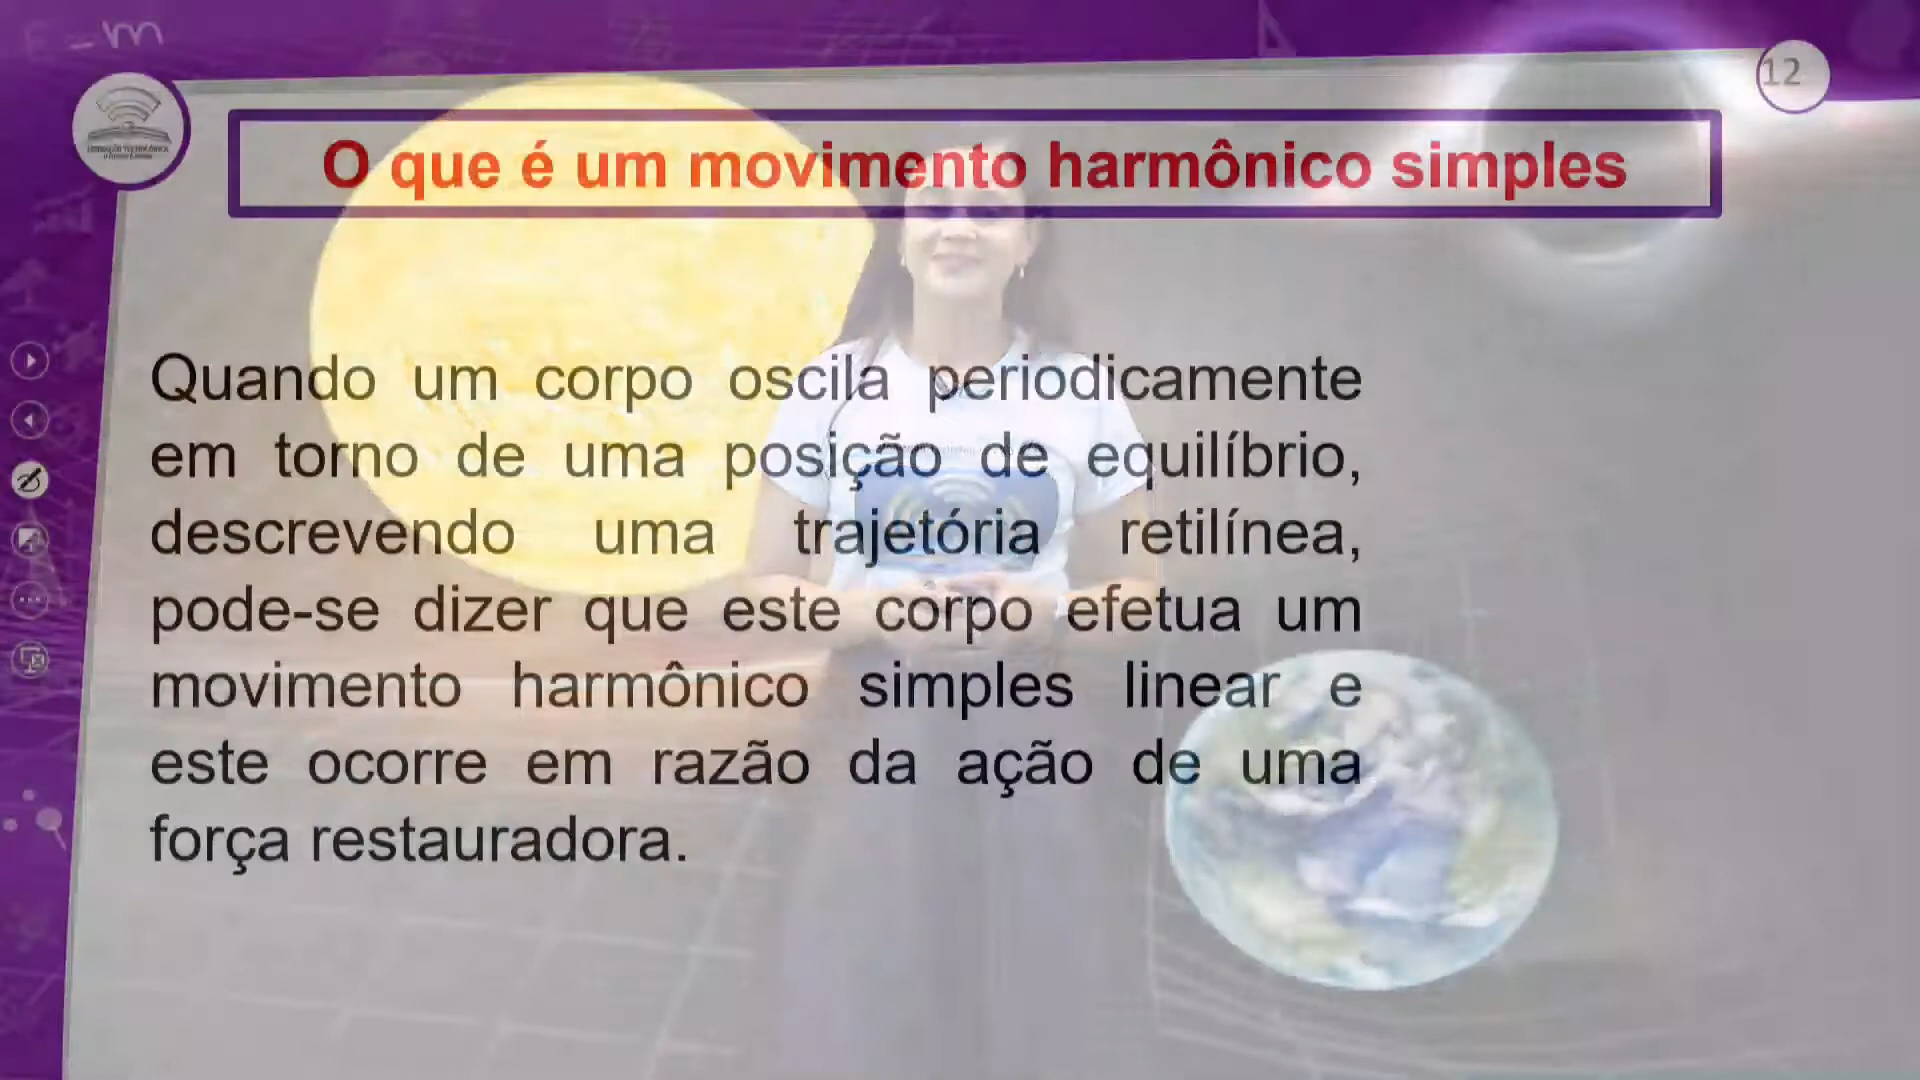 12
O que é um movimento harmônico simples
Quando um corpo oscila periodicamente
em torno de uma posição de equilíbrio,
descrevendo uma trajetória retilínea,
pode-se dizer que este corpo efetua um
movimento harmônico simples linear e
este ocorre em razão da ação de uma
força restauradora.